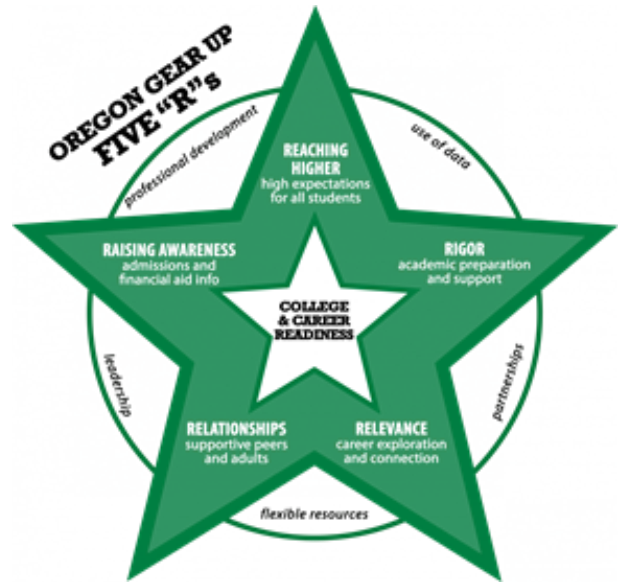 OREGON GEAR UP
FIVE "R"s
professional development
use of data
REACHING
HIGHER
high expectations
for all students
RAISING AWARENESS
admissions and
financial aid info
RIGOR
academic preparation
and support
COLLEGE
& CAREER
READINESS
leadership
partnerships
RELATIONSHIPS
supportive peers
and adults
RELEVANCE
career exploration
and connection
flexible resources